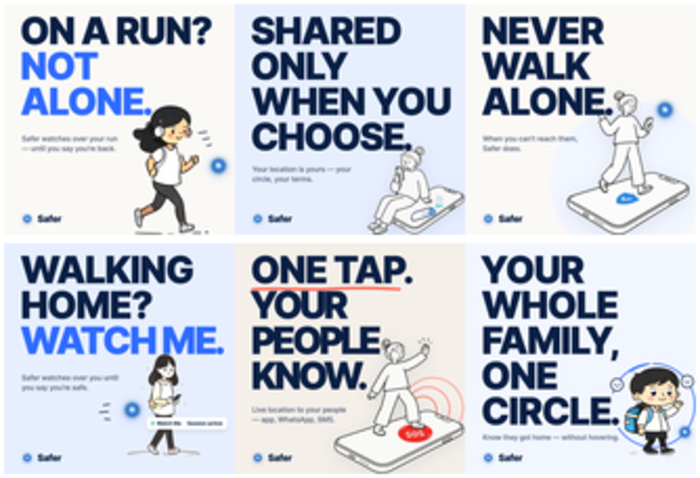 ON A RUN?
NOT
ALONE.
Safer watches over your run
— until you say you're back.
Safer
SHARED
ONLY
WHEN YOU
CHOOSE.
Your location is yours — your
circle, your terms.
Safer
NEVER
WALK
ALONE.
When you can't reach them,
Safer does.
Safer
WALKING
HOME?
WATCH ME.
Safer watches over you until
you say you're safe.
Watch Me Session active
Safer
ONE TAP.
YOUR
PEOPLE
KNOW.
Live location to your people
— app, WhatsApp, SMS.
SOS
Safer
YOUR
WHOLE
FAMILY,
ONE
CIRCLE.
Know they got home — without hovering.
Safer